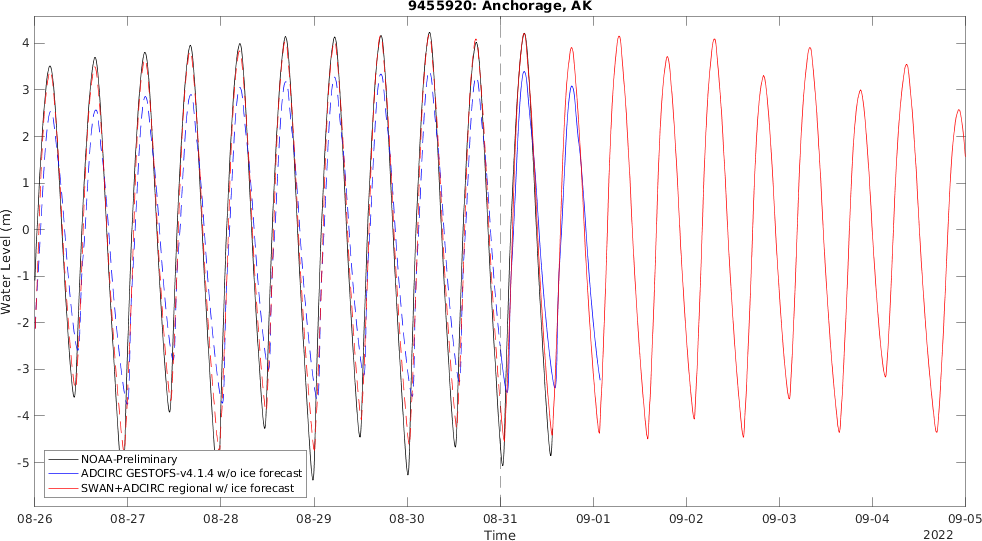 9455920: Anchorage, AK
Water Level (m)
4
3
2
1
0
-1
-2
-3
-4
-5
NOAA-Preliminary
ADCIRC GESTOFS-v4.1.4 w/o ice forecast
SWAN+ADCIRC regional w/ ice forecast
08-26 08-27 08-28 08-29 08-30 08-31 09-01 09-02 09-03 09-04 09-05
Time
2022